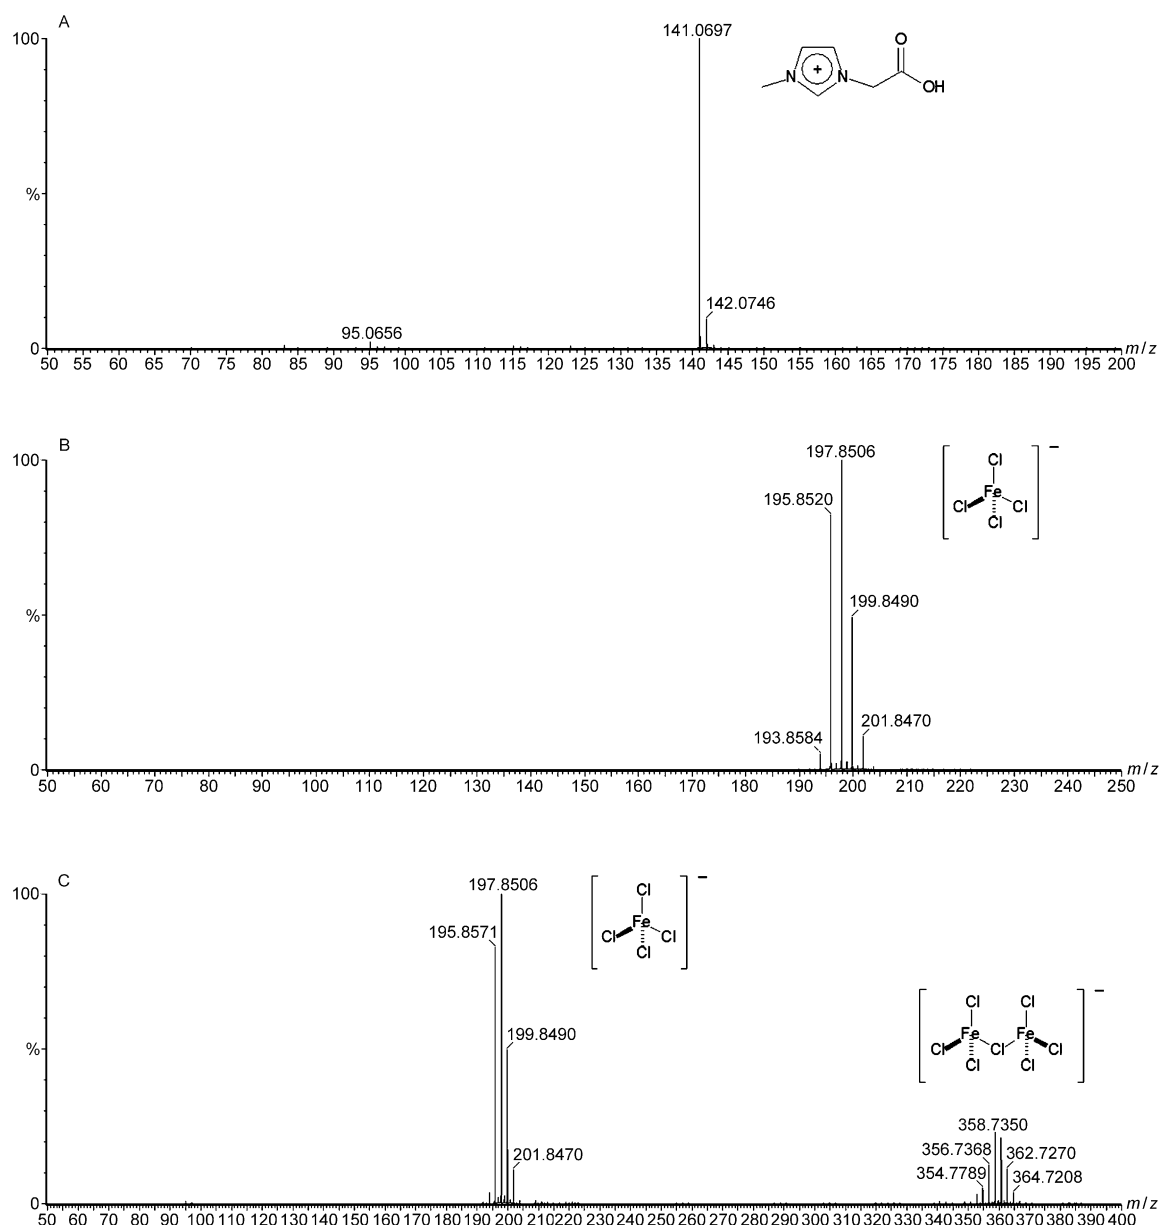 A
100
141.0697
O
N
+
N
OH
%
142.0746
95.0656
0
m / z
50 55 60 65 70 75 80 85 90 95 100 105 110 115 120 125 130 135 140 145 150 155 160 165 170 175 180 185 190 195 200
B
100
197.8506
−
Cl
195.8520
Fe
Cl
Cl
Cl
199.8490
%
201.8470
193.8584
0
m / z
50 60 70 80 90 100 110 120 130 140 150 160 170 180 190 200 210 220 230 240 250
C
100
197.8506
−
Cl
195.8571
Fe
Cl
Cl
Cl
−
Cl Cl
199.8490
Fe Fe
%
Cl Cl Cl
Cl Cl
358.7350
201.8470
356.7368
362.7270
354.7789
364.7208
0
m / z
50 60 70 80 90 100 110 120 130 140 150 160 170 180 190 200 210 220 230 240 250 260 270 280 290 300 310 320 330 340 350 360 370 380 390 400